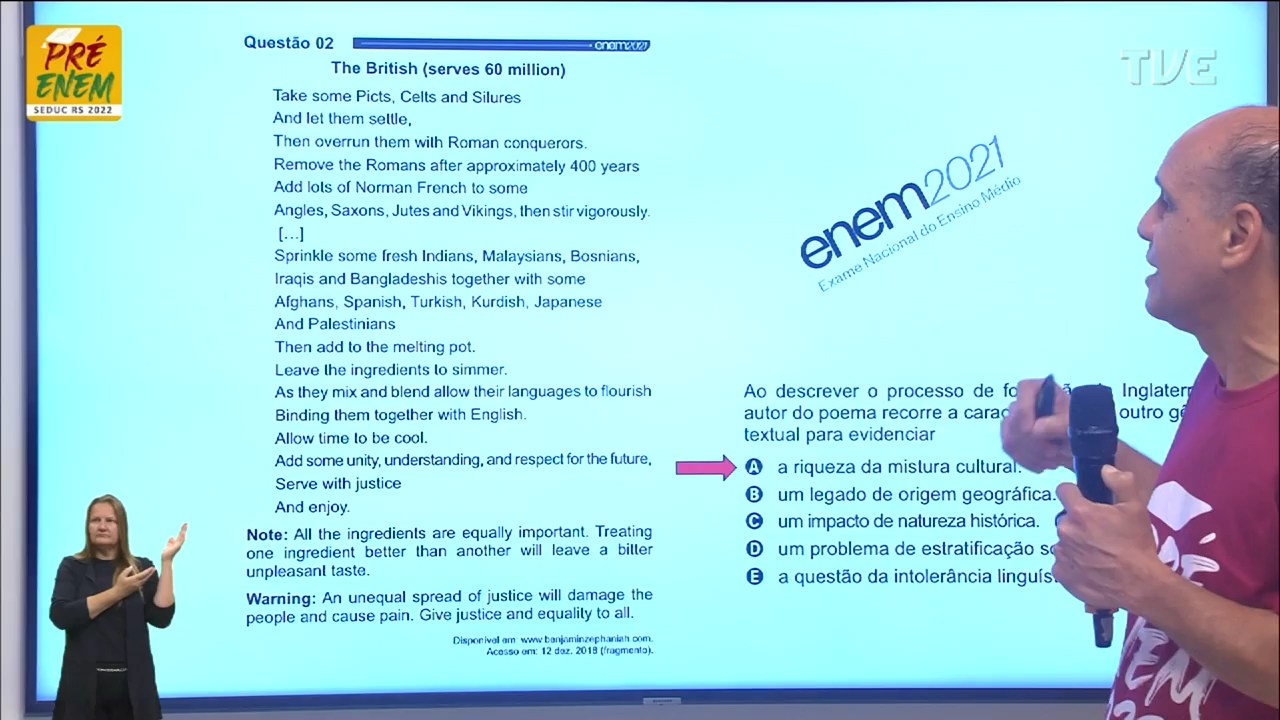 PRÉ
ENEM
SEDUC RS 2022
TVE
Questão 02
enem2021
The British (serves 60 million)
Take some Picts, Celts and Silures
And let them settle,
Then overrun them with Roman conquerors.
Remove the Romans after approximately 400 years
Add lots of Norman French to some
Angles, Saxons, Jutes and Vikings, then stir vigorously.
[...]
Sprinkle some fresh Indians, Malaysians, Bosnians,
Iraqis and Bangladeshis together with some
Afghans, Spanish, Turkish, Kurdish, Japanese
And Palestinians
Then add to the melting pot.
Leave the ingredients to simmer.
As they mix and blend allow their languages to flourish
Binding them together with English.
Allow time to be cool.
Add some unity, understanding, and respect for the future,
Serve with justice
And enjoy.
Note: All the ingredients are equally important. Treating
one ingredient better than another will leave a bitter
unpleasant taste.
Warning: An unequal spread of justice will damage the
people and cause pain. Give justice and equality to all.
Disponível em: www.benjaminzephaniah.com.
Acesso em: 12 dez. 2018 (fragmento).
enem2021
Exame Nacional do Ensino Médio
Ao descrever o processo de
autor do poema recorre a outro
textual para evidenciar
A a riqueza da mistura cultural.
B um legado de origem geográfica.
C um impacto de natureza histórica.
D um problema de estratificação
E a questão da intolerância